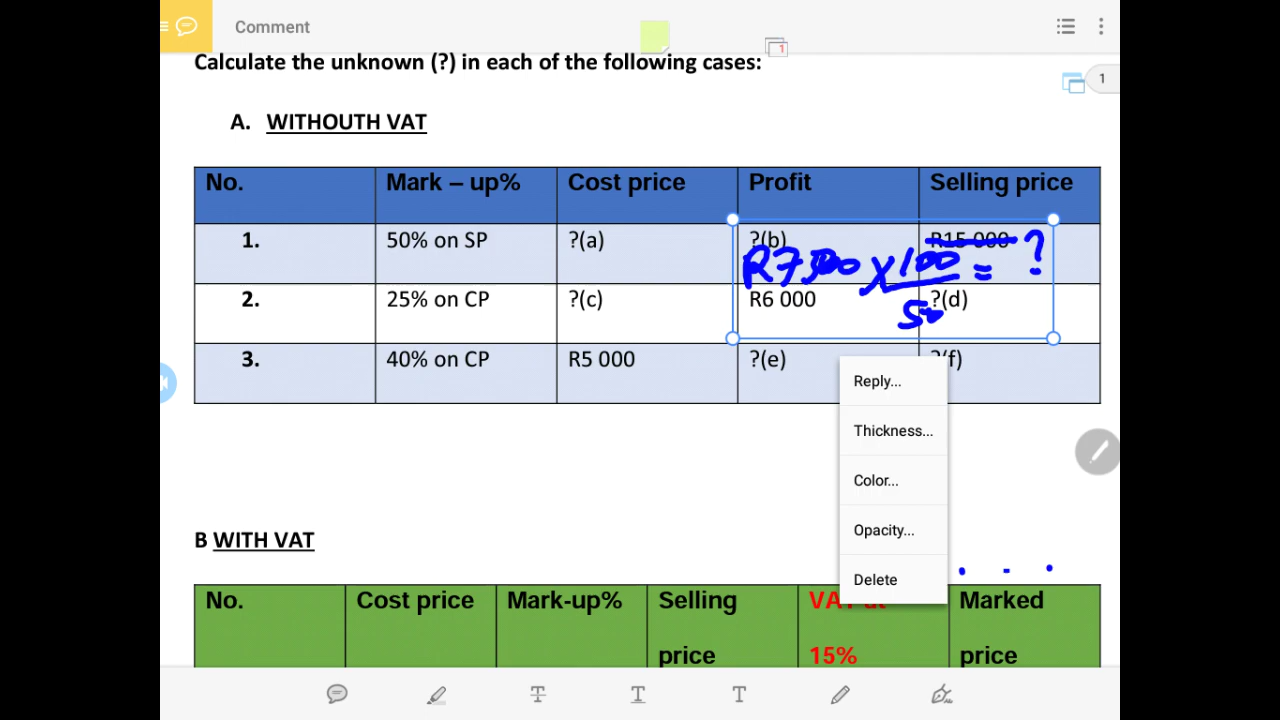 Comment
1
Calculate the unknown (?) in each of the following cases:
1
A. WITHOUTH VAT
No. Mark – up% Cost price Profit Selling price
1. 50% on SP ?(a) ?(b) R15 000 ?
R7500 x 100 =
50
2. 25% on CP ?(c) R6 000 ?(d)
3. 40% on CP R5 000 ?(e) ?(f)
Reply...
Thickness...
Color...
Opacity...
Delete
B WITH VAT
No. Cost price Mark-up% Selling price VAT at 15% Marked price